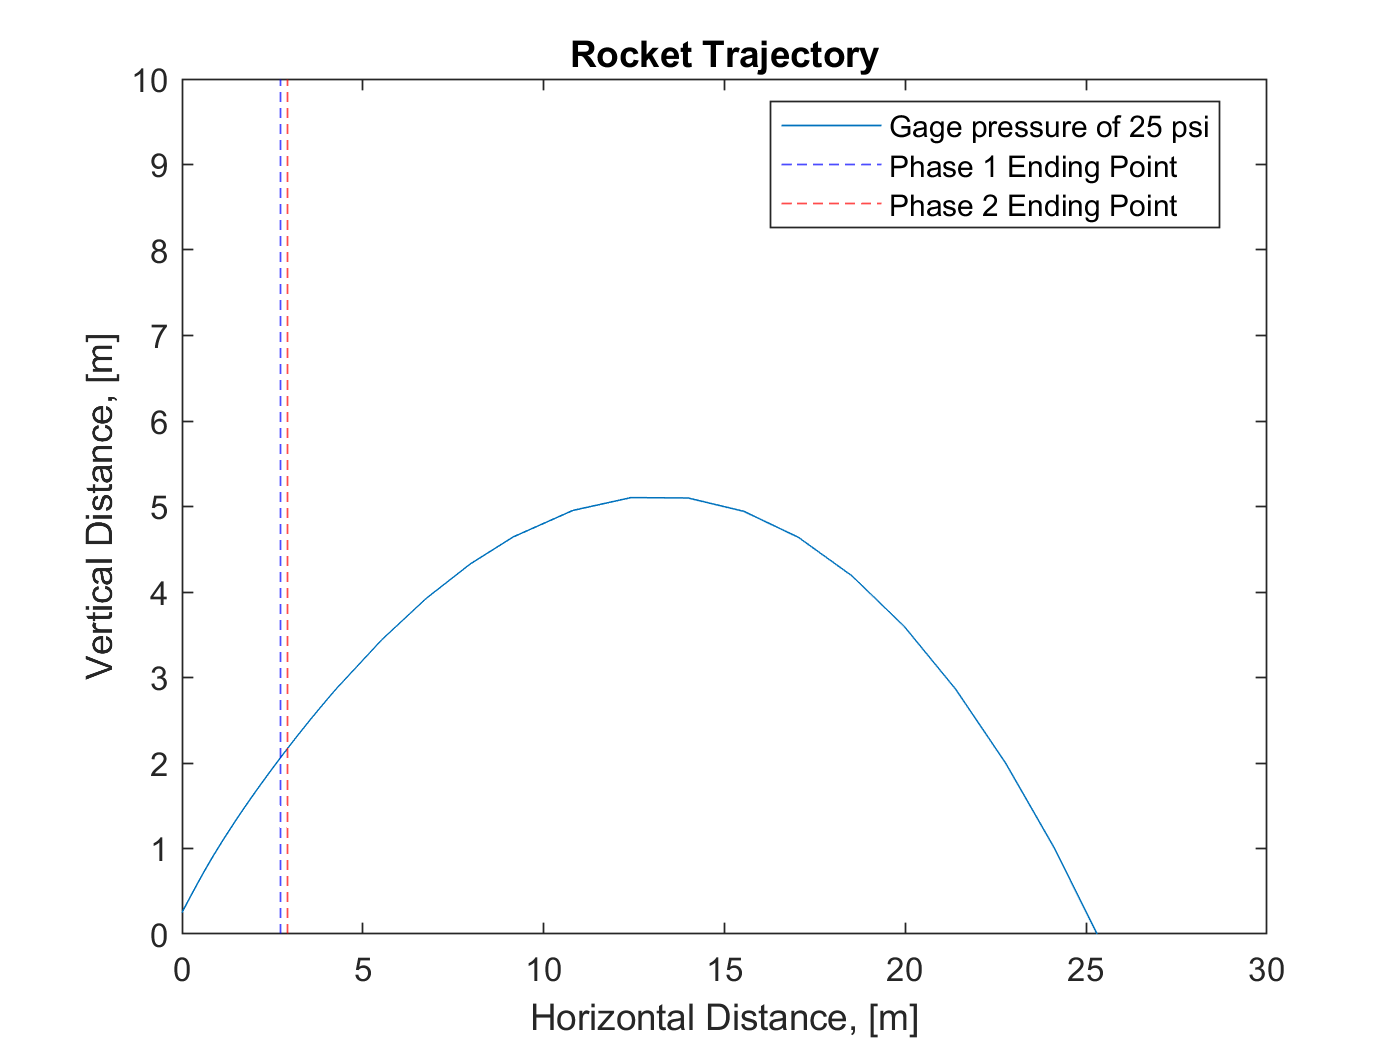 Rocket Trajectory
Gage pressure of 25 psi
Phase 1 Ending Point
Phase 2 Ending Point
10
9
8
7
6
5
4
3
2
1
0
Vertical Distance, [m]
0 5 10 15 20 25 30
Horizontal Distance, [m]